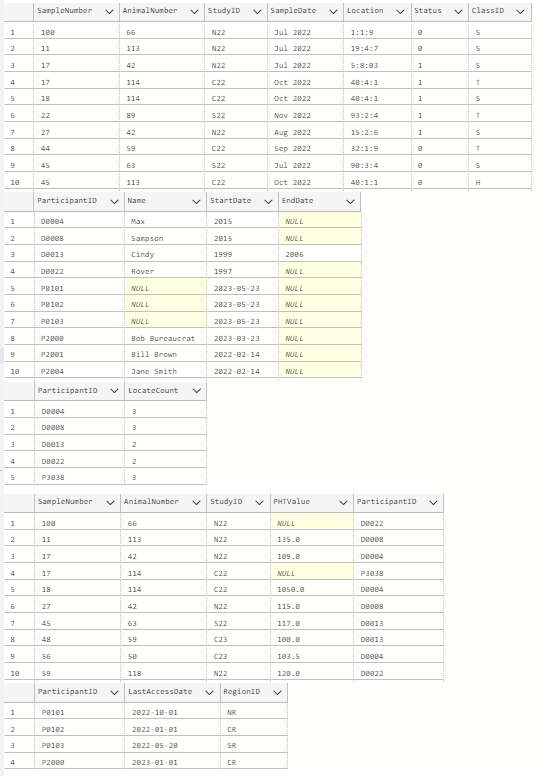 SampleNumber AnimalNumber StudyID SampleDate Location Status ClassID
1 100 66 N22 Jul 2022 1:1:9 0 S
2 11 113 N22 Jul 2022 19:4:7 0 S
3 17 42 N22 Jul 2022 5:8:03 1 S
4 17 114 C22 Oct 2022 40:4:1 1 T
5 18 114 C22 Oct 2022 40:4:1 1 S
6 22 89 S22 Nov 2022 93:2:4 1 T
7 27 42 N22 Aug 2022 15:2:6 1 S
8 44 59 C22 Sep 2022 32:1:9 0 T
9 45 63 S22 Jul 2022 90:3:4 0 S
10 45 113 C22 Oct 2022 40:1:1 0 H
ParticipantID Name StartDate EndDate
1 D0004 Max 2015 NULL
2 D0008 Sampson 2015 NULL
3 D0013 Cindy 1999 2006
4 D0022 Rover 1997 NULL
5 P0101 NULL 2023-05-23 NULL
6 P0102 NULL 2023-05-23 NULL
7 P0103 NULL 2023-05-23 NULL
8 P2000 Bob Bureaucrat 2023-03-23 NULL
9 P2001 Bill Brown 2022-02-14 NULL
10 P2004 Jane Smith 2022-02-14 NULL
ParticipantID LocateCount
1 D0004 3
2 D0008 3
3 D0013 2
4 D0022 2
5 P3038 3
SampleNumber AnimalNumber StudyID PHTValue ParticipantID
1 100 66 N22 NULL D0022
2 11 113 N22 135.0 D0008
3 17 42 N22 109.0 D0004
4 17 114 C22 NULL P3038
5 18 114 C22 1050.0 D0004
6 27 42 N22 115.0 D0008
7 45 63 S22 117.0 D0013
8 48 59 C23 100.0 D0013
9 56 50 C23 103.5 D0004
10 59 118 N22 120.0 D0022
ParticipantID LastAccessDate RegionID
1 P0101 2022-10-01 NR
2 P0102 2022-01-01 CR
3 P0103 2022-05-20 SR
4 P2000 2023-01-01 CR